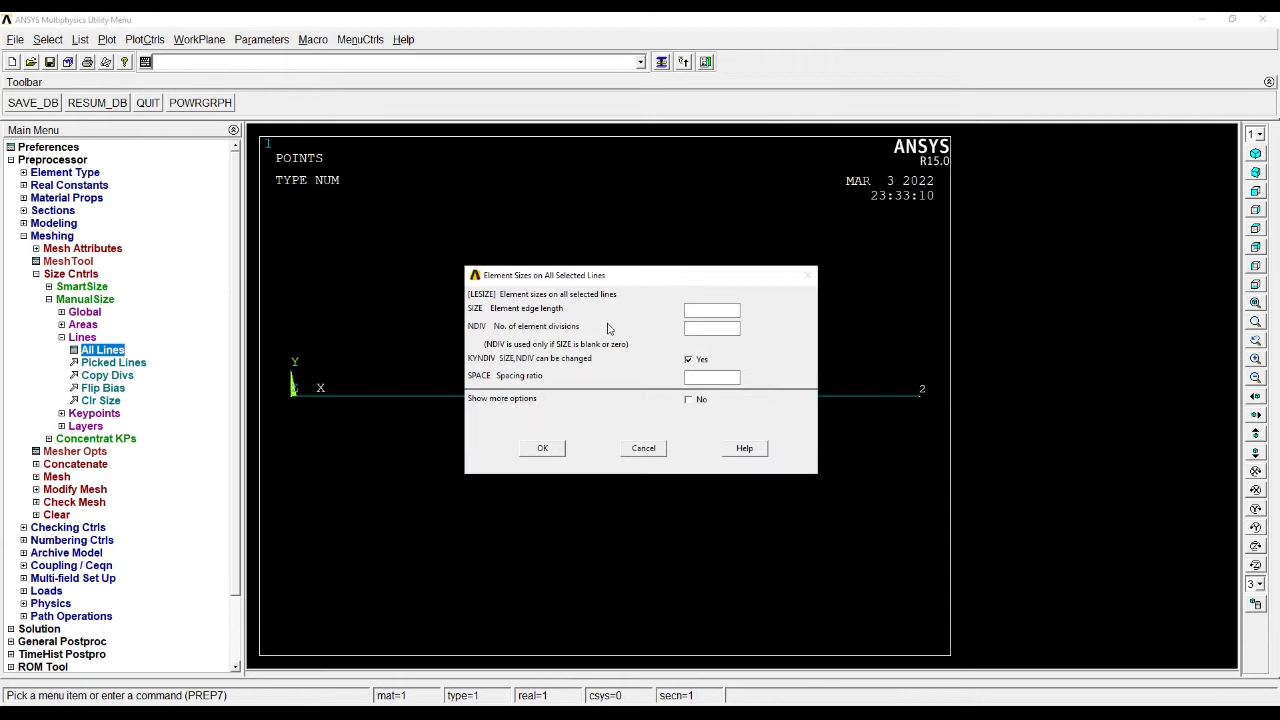 ANSYS Multiphysics Utility Menu
File Select List Plot PlotCtrls WorkPlane Parameters Macro MenuCtrls Help
Toolbar
SAVE_DB RESUM_DB QUIT POWRGRPH
Main Menu
Preferences
Preprocessor
Element Type
Real Constants
Material Props
Sections
Modeling
Meshing
Mesh Attributes
MeshTool
Size Cntrls
SmartSize
ManualSize
Global
Areas
Lines
All Lines
Picked Lines
Copy Divs
Flip Bias
Clr Size
Keypoints
Layers
Concentrat KPs
Mesher Opts
Concatenate
Mesh
Modify Mesh
Check Mesh
Clear
Checking Ctrls
Numbering Ctrls
Archive Model
Coupling / Ceqn
Multi-field Set Up
Loads
Physics
Path Operations
Solution
General Postproc
TimeHist Postpro
ROM Tool
1
POINTS
TYPE NUM
ANSYS
R15.0
MAR 3 2022
23:33:10
Y
X
2
Element Sizes on All Selected Lines
[LESIZE] Element sizes on all selected lines
SIZE Element edge length
NDIV No. of element divisions
(NDIV is used only if SIZE is blank or zero)
KYNDIV SIZE,NDIV can be changed Yes
SPACE Spacing ratio
Show more options No
OK Cancel Help
1
3
Pick a menu item or enter a command (PREP7) mat=1 type=1 real=1 csys=0 secn=1